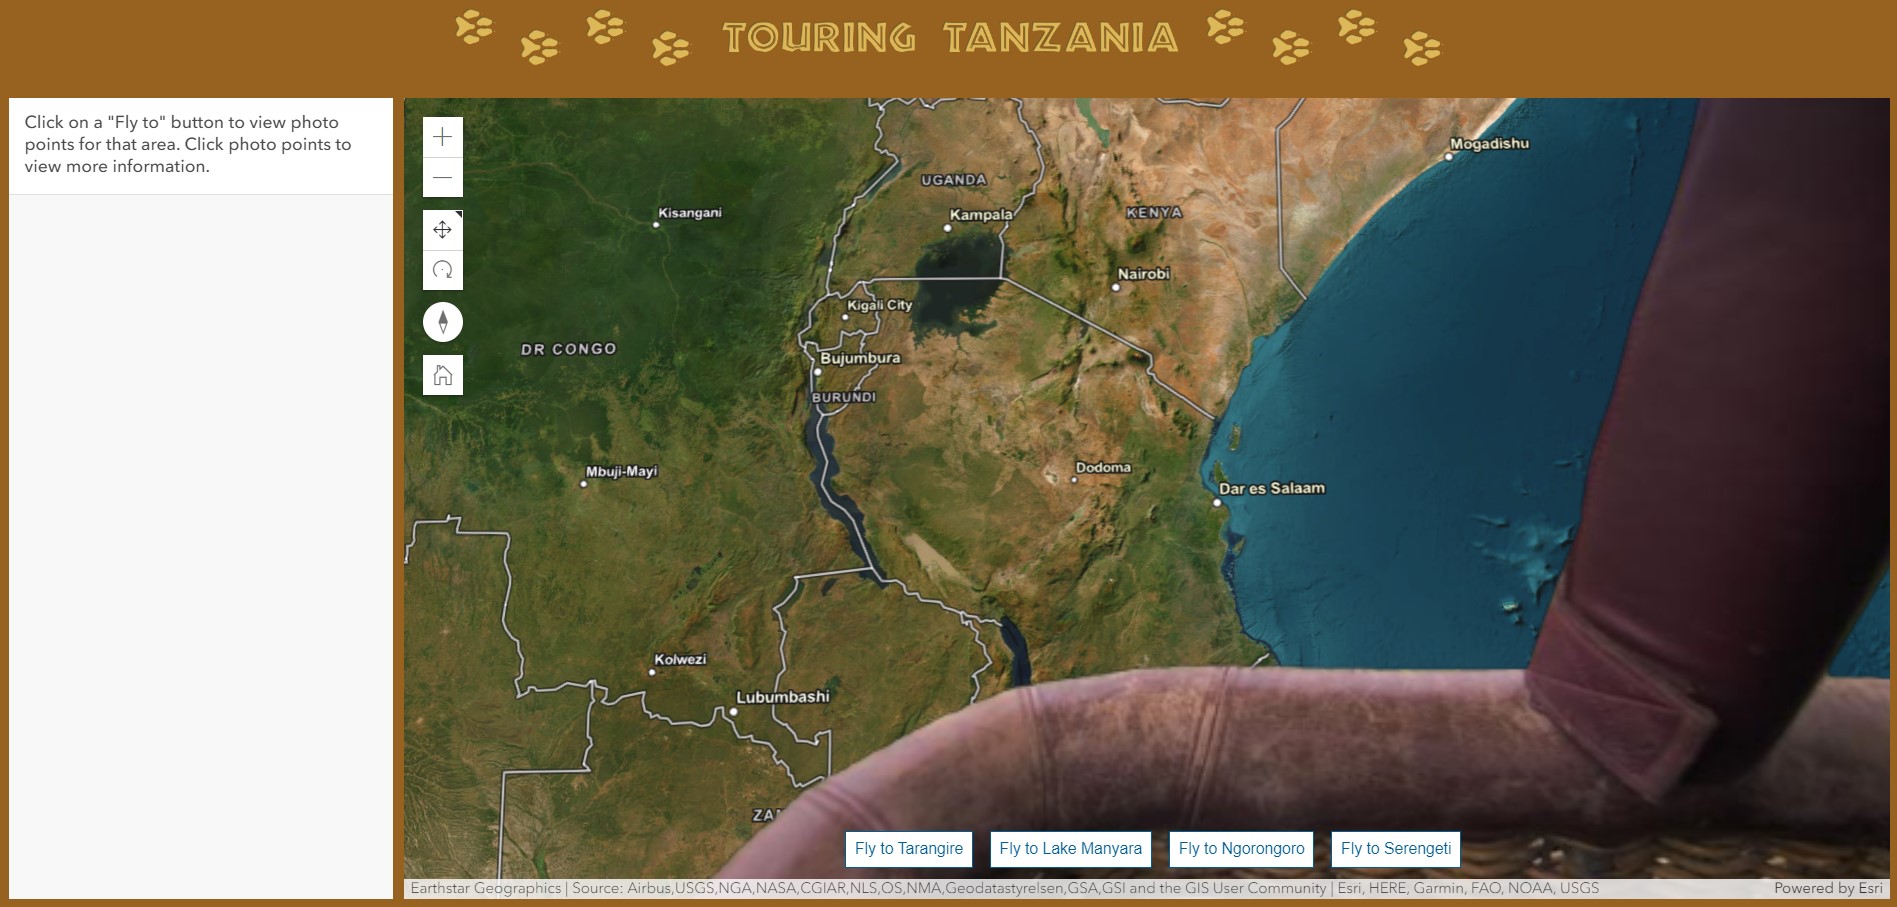 TOURING TANZANIA
Click on a "Fly to" button to view photo
points for that area. Click photo points to
view more information.
Mogadishu
UGANDA
Kisangani
Kampala
KENYA
Nairobi
Kigali City
DR CONGO
Bujumbura
BURUNDI
Mbuji-Mayi
Dodoma
Dar es Salaam
Kolwezi
Lubumbashi
ZA
Fly to Tarangire
Fly to Lake Manyara
Fly to Ngorongoro
Fly to Serengeti
Earthstar Geographics | Source: Airbus,USGS,NGA,NASA,CGIAR,NLS,OS,NMA,Geodatastyrelsen,GSA,GSI and the GIS User Community | Esri, HERE, Garmin, FAO, NOAA, USGS
Powered by Esri